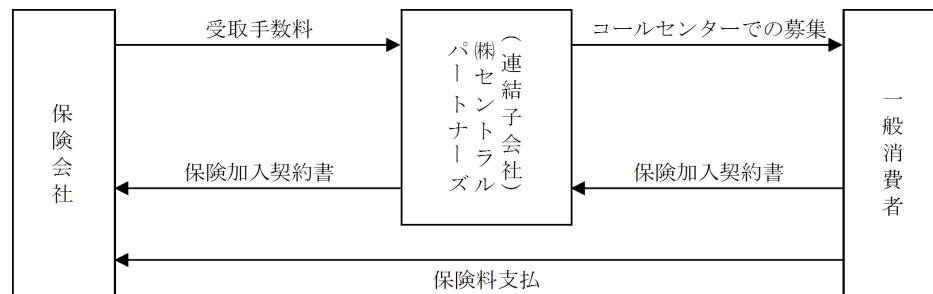 受取手数料
コールセンターでの募集
保険会社
(連結子会社)
㈱セントラル
パートナーズ
一般消費者
保険加入契約書
保険加入契約書
保険料支払